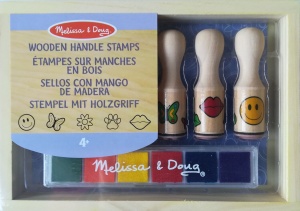 Melissa & Doug
WOODEN HANDLE STAMPS
ÉTAMPES SUR MANCHES
EN BOIS
SELLOS CON MANGO
DE MADERA
STEMPEL MIT HOLZGRIFF
4+
Melissa & Doug®